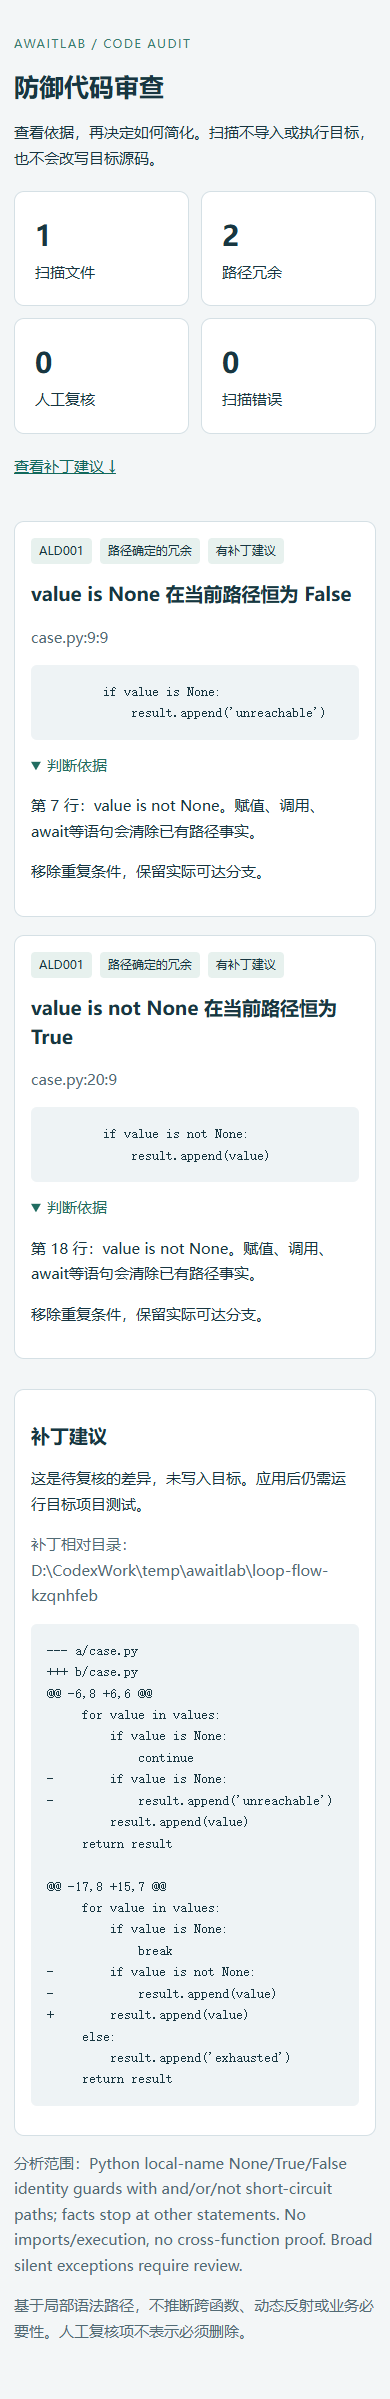 AWAITLAB / CODE AUDIT
防御代码审查
查看依据，再决定如何简化。扫描不导入或执行目标，
也不会改写目标源码。
1
扫描文件
2
路径冗余
0
人工复核
0
扫描错误
查看补丁建议 ↓
ALD001 路径确定的冗余 有补丁建议
value is None 在当前路径恒为 False
case.py:9:9
if value is None:
result.append('unreachable')
▼ 判断依据
第 7 行：value is not None。赋值、调用、
await等语句会清除已有路径事实。
移除重复条件，保留实际可达分支。
ALD001 路径确定的冗余 有补丁建议
value is not None 在当前路径恒为
True
case.py:20:9
if value is not None:
result.append(value)
▼ 判断依据
第 18 行：value is not None。赋值、调用、
await等语句会清除已有路径事实。
移除重复条件，保留实际可达分支。
补丁建议
这是待复核的差异，未写入目标。应用后仍需运
行目标项目测试。
补丁相对目录：
D:\CodexWork\temp\awaitlab\loop-flow-
kzqnhfeb
--- a/case.py
+++ b/case.py
@@ -6,8 +6,6 @@
     for value in values:
         if value is None:
             continue
-        if value is None:
-            result.append('unreachable')
         result.append(value)
     return result
@@ -17,8 +15,7 @@
     for value in values:
         if value is None:
             break
-        if value is not None:
-            result.append(value)
+        result.append(value)
     else:
         result.append('exhausted')
     return result
分析范围：Python local-name None/True/False
identity guards with and/or/not short-circuit
paths; facts stop at other statements. No
imports/execution, no cross-function proof. Broad
silent exceptions require review.
基于局部语法路径，不推断跨函数、动态反射或业务必
要性。人工复核项不表示必须删除。